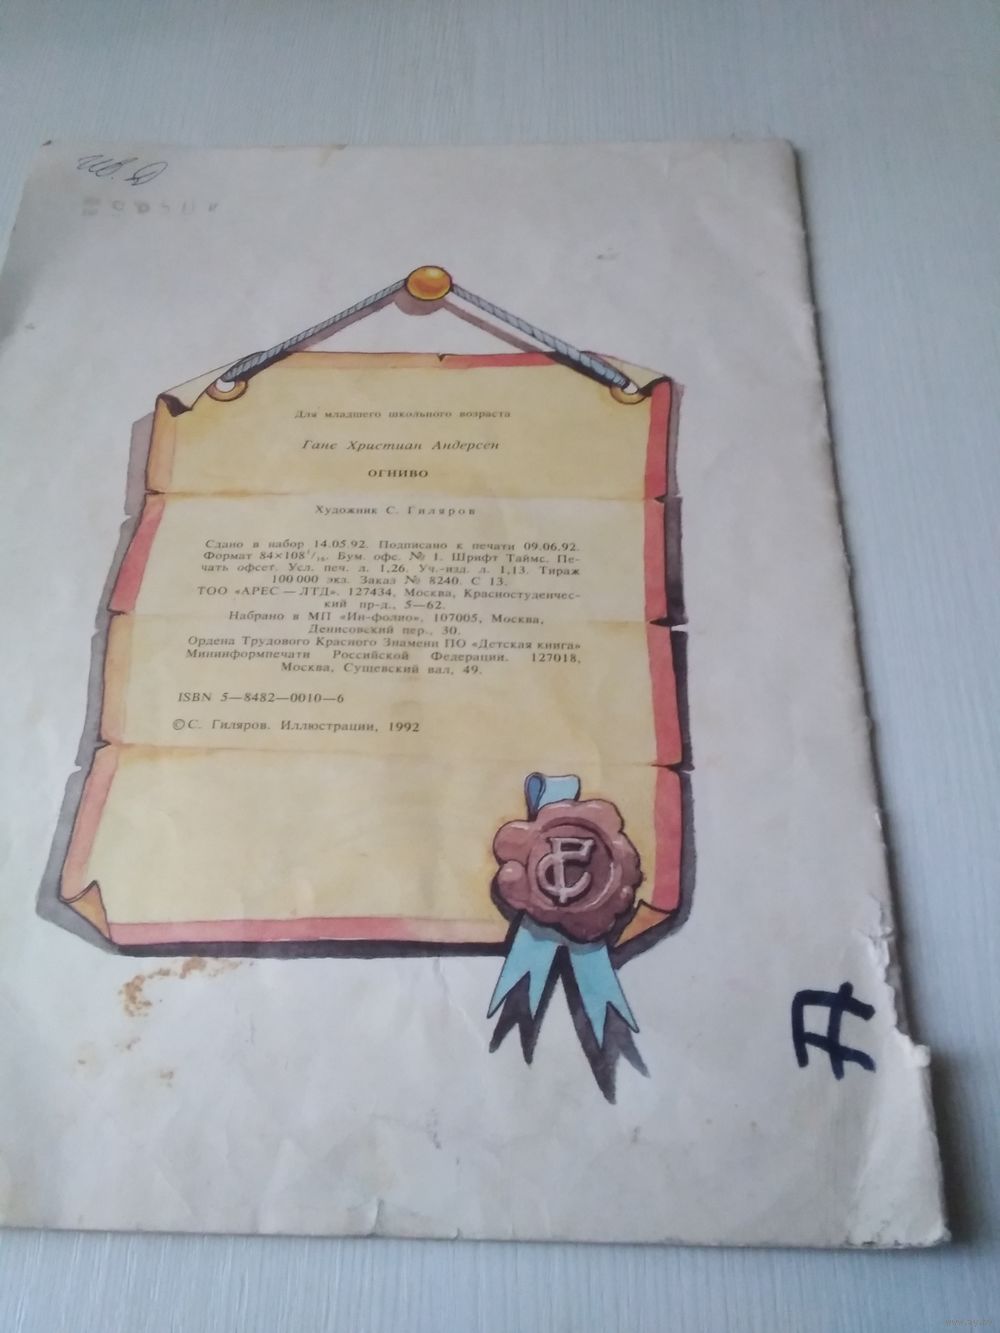 Для младшего школьного возраста
Ганс Христиан Андерсен
ОГНИВО
Художник С. Гиляров
Сдано в набор 14.05.92. Подписано к печати 09.06.92.
Формат 84×108¹/₁₆. Бум. офс. № 1. Шрифт Таймс. Пе-
чать офсет. Усл. печ. л. 1,26. Уч.-изд. л. 1,13. Тираж
100 000 экз. Заказ № 8240. С 13.
ТОО «АРЕС — ЛТД». 127434, Москва, Красностуденчес-
кий пр-д., 5—62.
Набрано в МП «Ин-фолио», 107005, Москва,
Денисовский пер., 30.
Ордена Трудового Красного Знамени ПО «Детская книга»
Мининформпечати Российской Федерации. 127018,
Москва, Сущевский вал, 49.
ISBN 5—8482—0010—6
© С. Гиляров. Иллюстрации, 1992
А